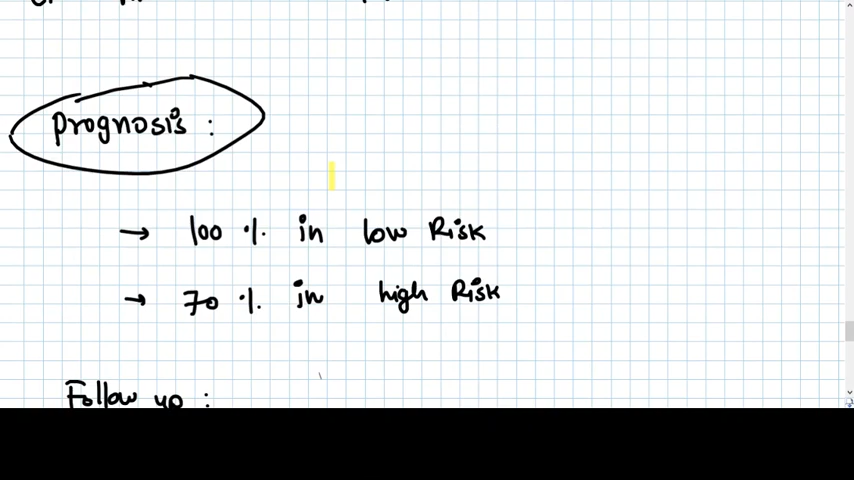 Prognosis :
→ 100 % in low Risk
→ 70 % in high Risk
Follow up :